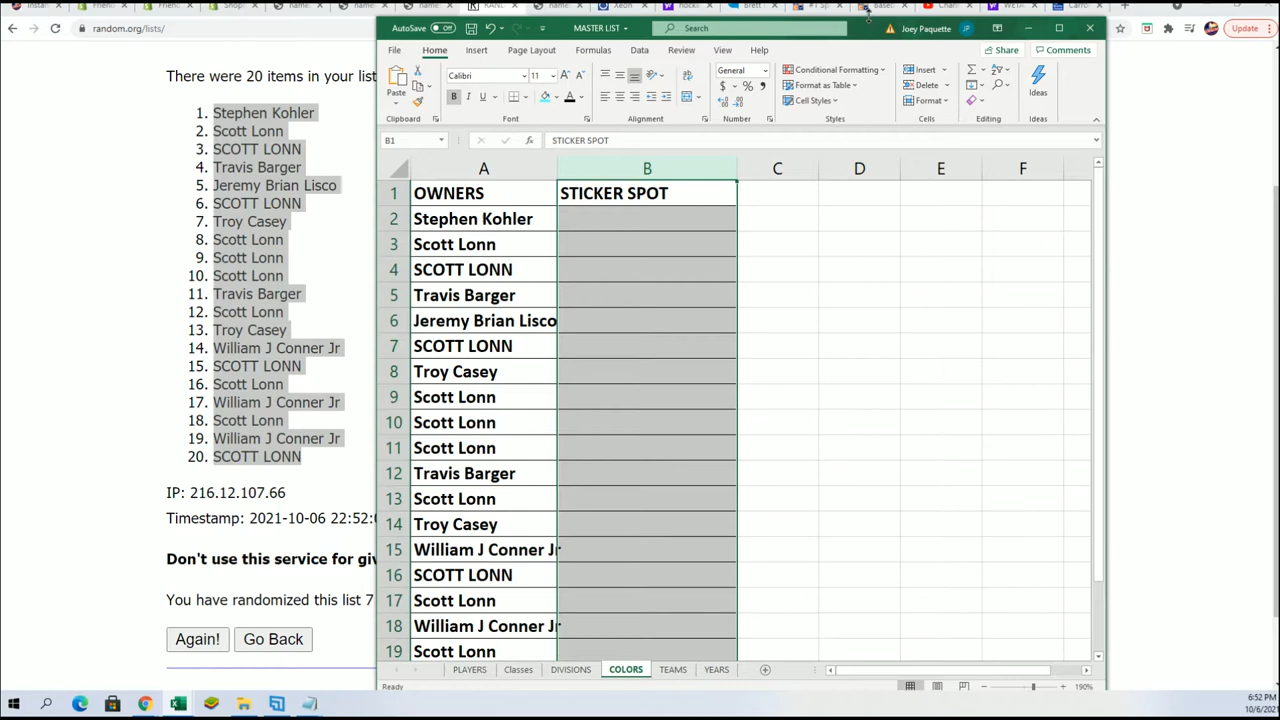 random.org/lists/
Update
There were 20 items in your list
1. Stephen Kohler
2. Scott Lonn
3. SCOTT LONN
4. Travis Barger
5. Jeremy Brian Lisco
6. SCOTT LONN
7. Troy Casey
8. Scott Lonn
9. Scott Lonn
10. Scott Lonn
11. Travis Barger
12. Scott Lonn
13. Troy Casey
14. William J Conner Jr
15. SCOTT LONN
16. Scott Lonn
17. William J Conner Jr
18. Scott Lonn
19. William J Conner Jr
20. SCOTT LONN
IP: 216.12.107.66
Timestamp: 2021-10-06 22:52:
Don't use this service for giv
You have randomized this list 7
Again! Go Back
AutoSave Off MASTER LIST Search Joey Paquette JP
File Home Insert Page Layout Formulas Data Review View Help Share Comments
Paste Calibri 11 General Conditional Formatting Insert
B I U Format as Table Delete Ideas
Cell Styles Format
Clipboard Font Alignment Number Styles Cells Editing Ideas
B1 STICKER SPOT
A B C D E F
1 OWNERS STICKER SPOT
2 Stephen Kohler
3 Scott Lonn
4 SCOTT LONN
5 Travis Barger
6 Jeremy Brian Lisco
7 SCOTT LONN
8 Troy Casey
9 Scott Lonn
10 Scott Lonn
11 Scott Lonn
12 Travis Barger
13 Scott Lonn
14 Troy Casey
15 William J Conner Jr
16 SCOTT LONN
17 Scott Lonn
18 William J Conner Jr
19 Scott Lonn
PLAYERS Classes DIVISIONS COLORS TEAMS YEARS
Ready 190%
6:52 PM
10/6/2021